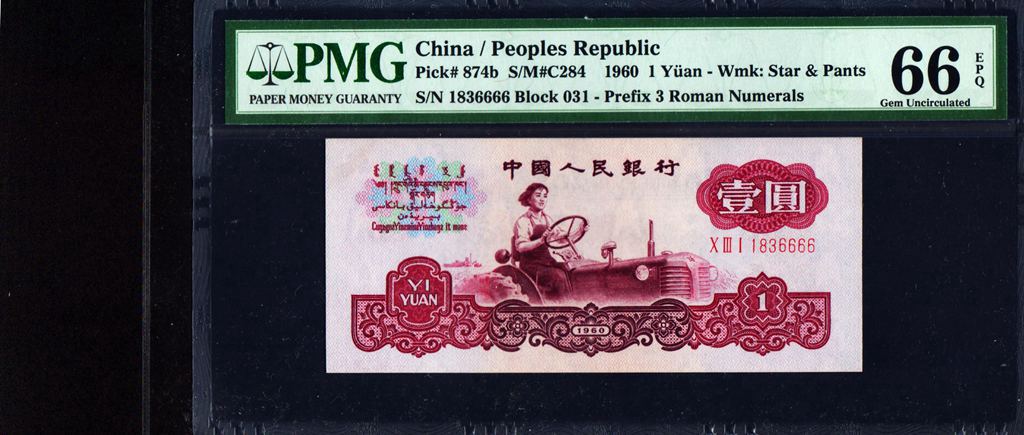 PMG
PAPER MONEY GUARANTY
China / Peoples Republic
Pick# 874b S/M#C284 1960 1 Yüan - Wmk: Star & Pants
S/N 1836666 Block 031 - Prefix 3 Roman Numerals
66
EPQ
Gem Uncirculated
中國人民銀行
壹圓
X III I 1836666
YI
YUAN
1960
1